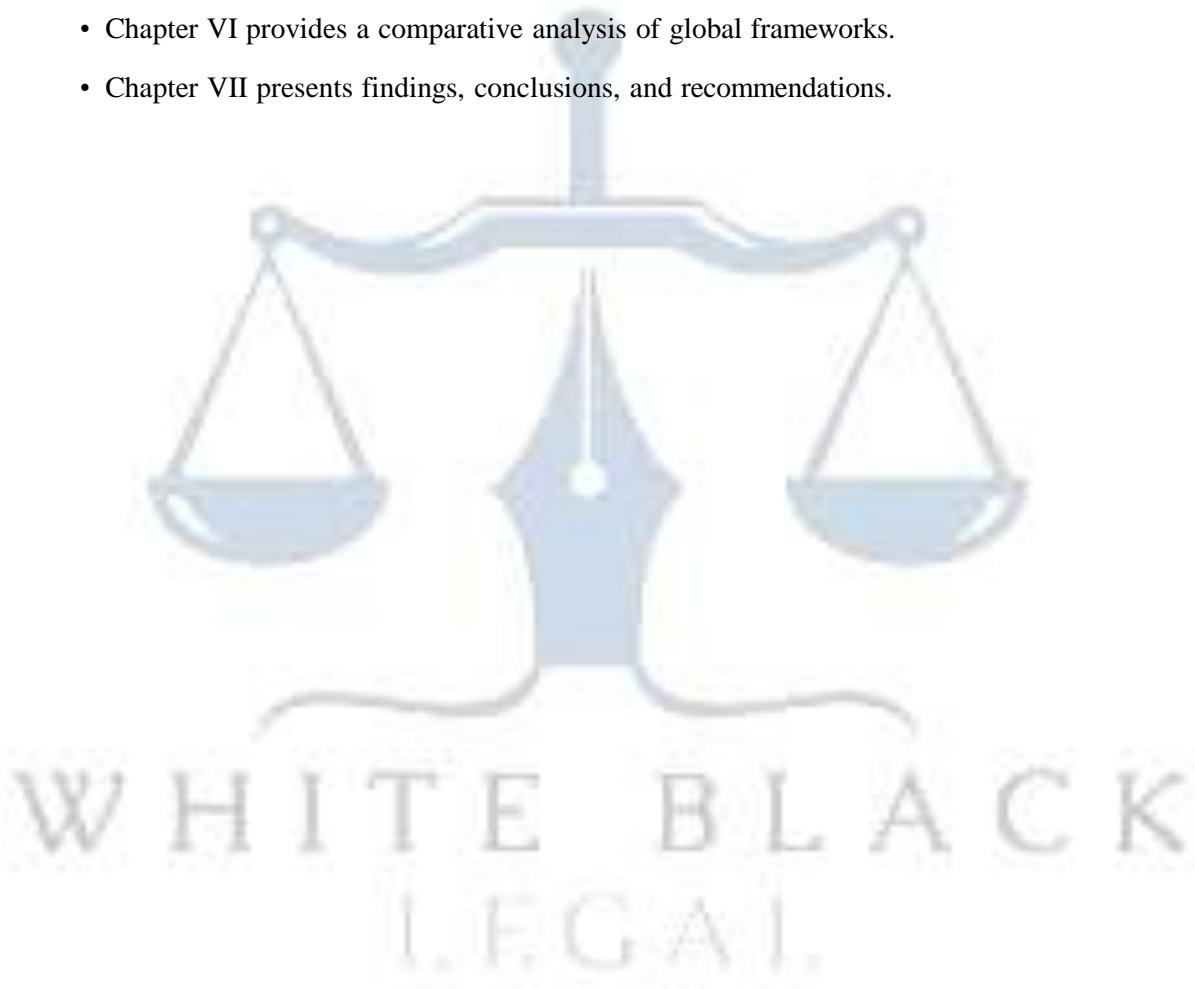 • Chapter VI provides a comparative analysis of global frameworks.
• Chapter VII presents findings, conclusions, and recommendations.
WHITE BLACK
LEGAL